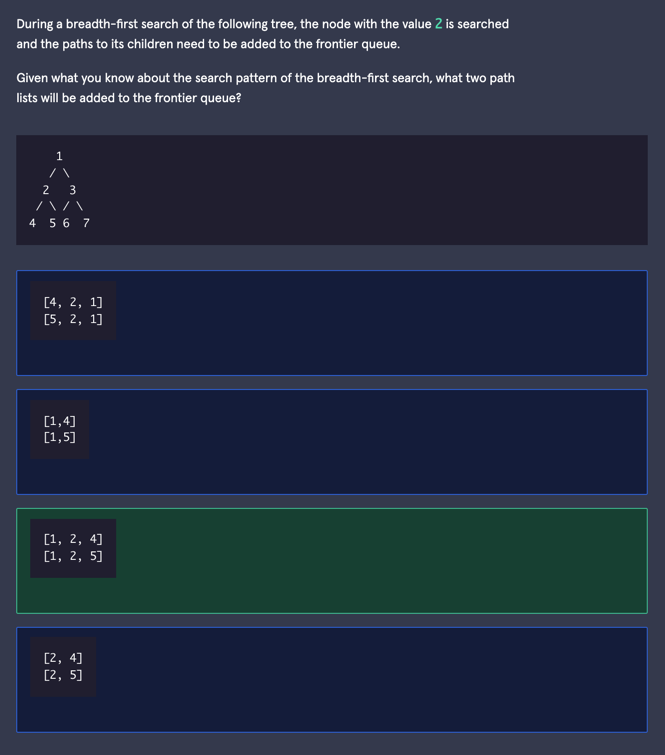 During a breadth-first search of the following tree, the node with the value 2 is searched
and the paths to its children need to be added to the frontier queue.
Given what you know about the search pattern of the breadth-first search, what two path
lists will be added to the frontier queue?
1
/ \
2   3
/ \ / \
4  5 6  7
[4, 2, 1]
[5, 2, 1]
[1,4]
[1,5]
[1, 2, 4]
[1, 2, 5]
[2, 4]
[2, 5]